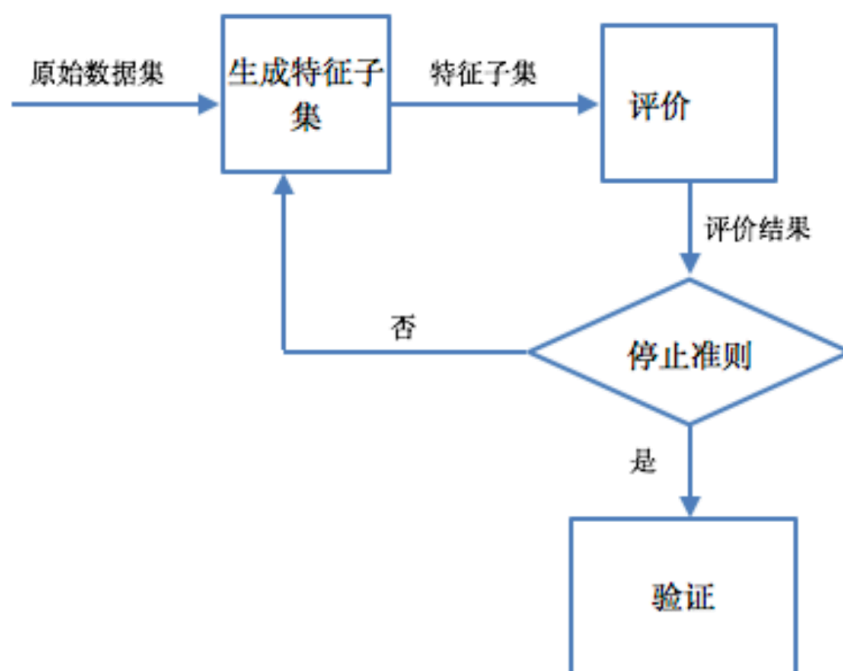 原始数据集
生成特征子
集
特征子集
评价
评价结果
否
停止准则
是
验证